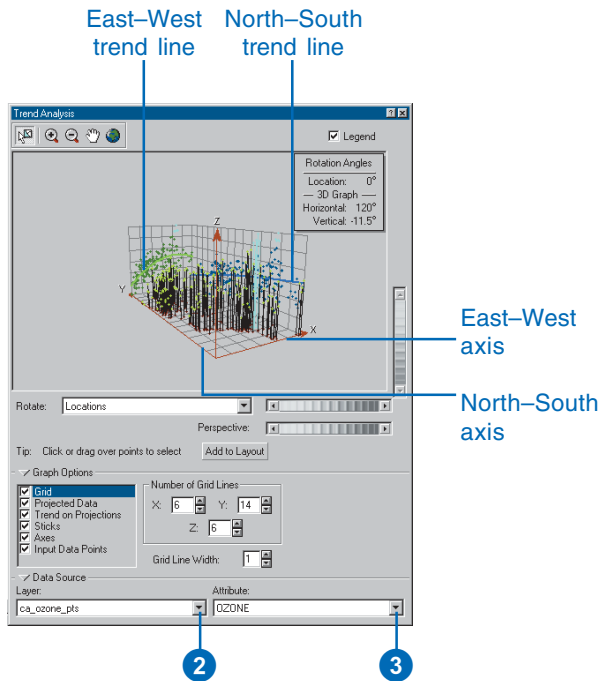 East–West trend line
North–South trend line
Trend Analysis
Legend
Rotation Angles
Location: 0°
3D Graph
Horizontal: 120°
Vertical: -11.5°
Z
Y
X
East–West axis
North–South axis
Rotate: Locations
Perspective:
Tip: Click or drag over points to select
Add to Layout
Graph Options
Grid
Projected Data
Trend on Projections
Sticks
Axes
Input Data Points
Number of Grid Lines
X: 6 Y: 14
Z: 6
Grid Line Width: 1
Data Source
Layer: Attribute:
ca_ozone_pts OZONE
2 3